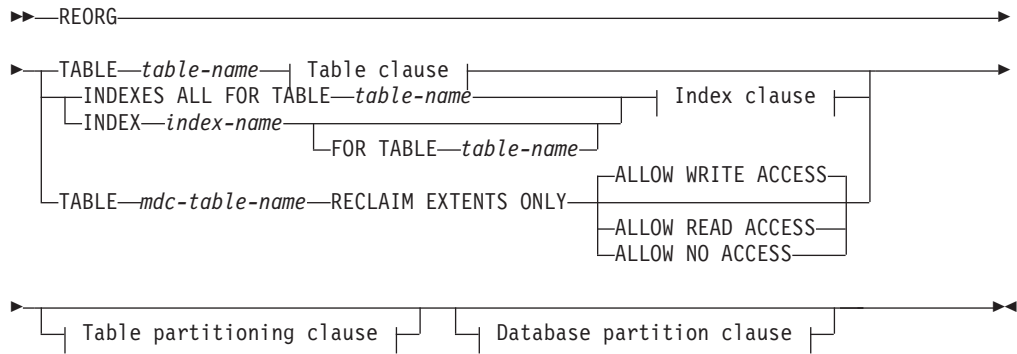 REORG
TABLE table-name Table clause
INDEXES ALL FOR TABLE table-name Index clause
INDEX index-name
FOR TABLE table-name
ALLOW WRITE ACCESS
TABLE mdc-table-name RECLAIM EXTENTS ONLY
ALLOW READ ACCESS
ALLOW NO ACCESS
Table partitioning clause Database partition clause